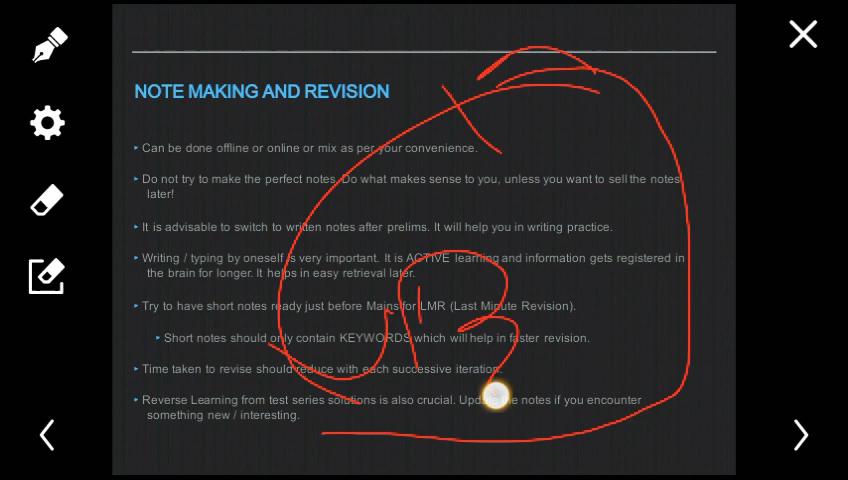 NOTE MAKING AND REVISION
Can be done offline or online or mix as per your convenience.
Do not try to make the perfect notes. Do what makes sense to you, unless you want to sell the notes
later!
It is advisable to switch to written notes after prelims. It will help you in writing practice.
Writing / typing by oneself is very important. It is ACTIVE learning and information gets registered in
the brain for longer. It helps in easy retrieval later.
Try to have short notes ready just before Mains for LMR (Last Minute Revision).
Short notes should only contain KEYWORDS which will help in faster revision.
Time taken to revise should reduce with each successive iteration.
Reverse Learning from test series solutions is also crucial. notes if you encounter
something new / interesting.